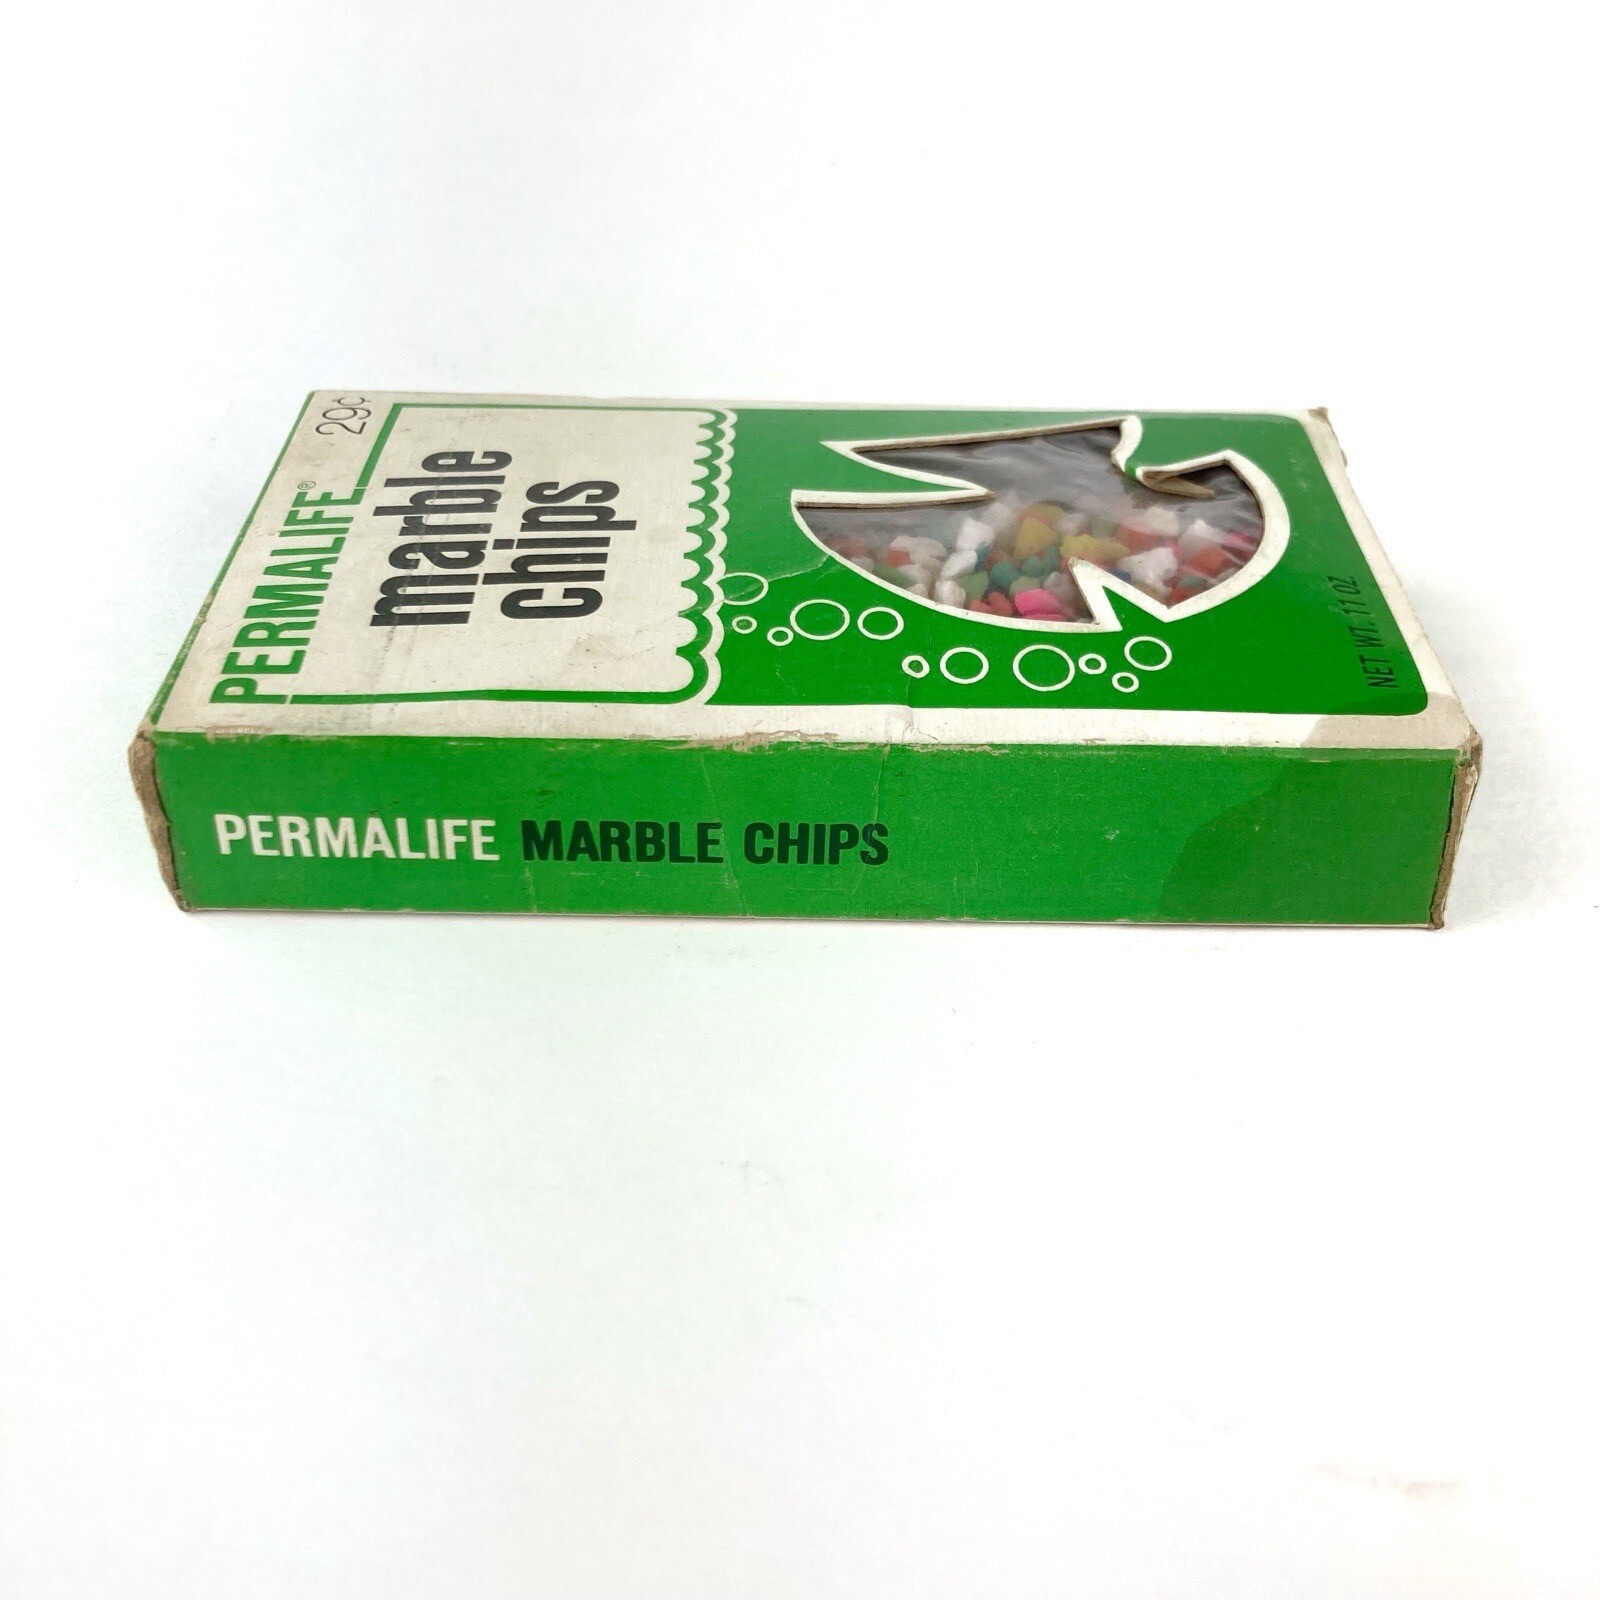 29¢
PERMALIFE®
marble
chips
NET WT. 11 OZ.
PERMALIFE MARBLE CHIPS